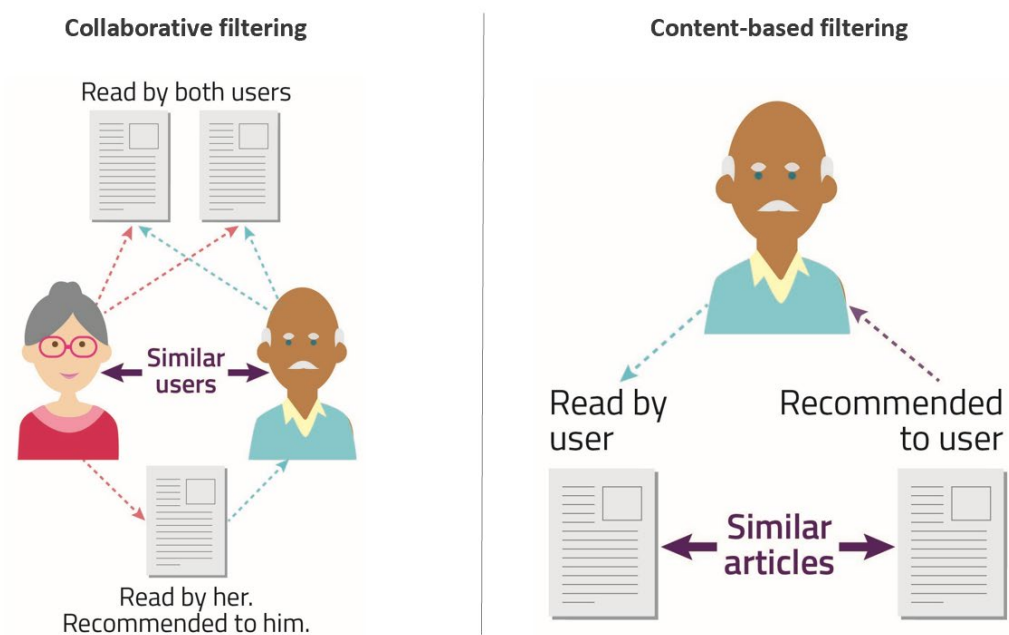 Collaborative filtering
Read by both users
Similar
users
Read by her.
Recommended to him.
Content-based filtering
Read by
user
Recommended
to user
Similar
articles